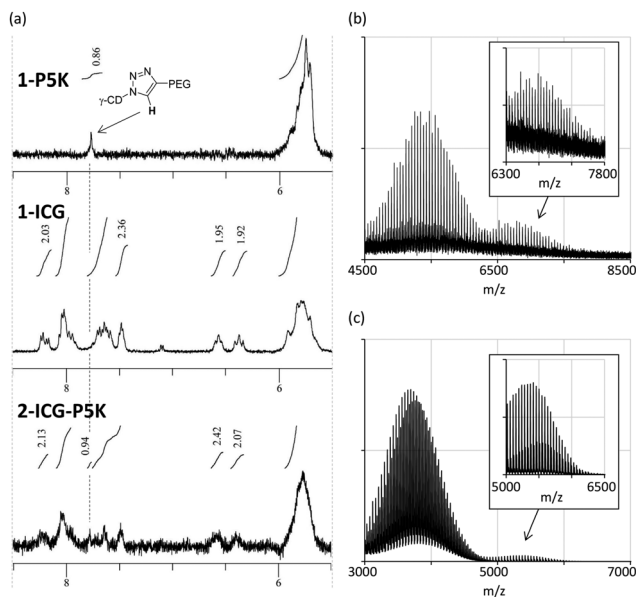 (a)
1-P5K
0.86
N
N
N
γ-CD
PEG
H
8
6
1-ICG
2.03
2.36
1.95
1.92
8
6
2-ICG-P5K
2.13
0.94
2.42
2.07
8
6
(b)
6300
7800
m/z
4500
6500
8500
m/z
(c)
5000
6500
m/z
3000
5000
7000
m/z